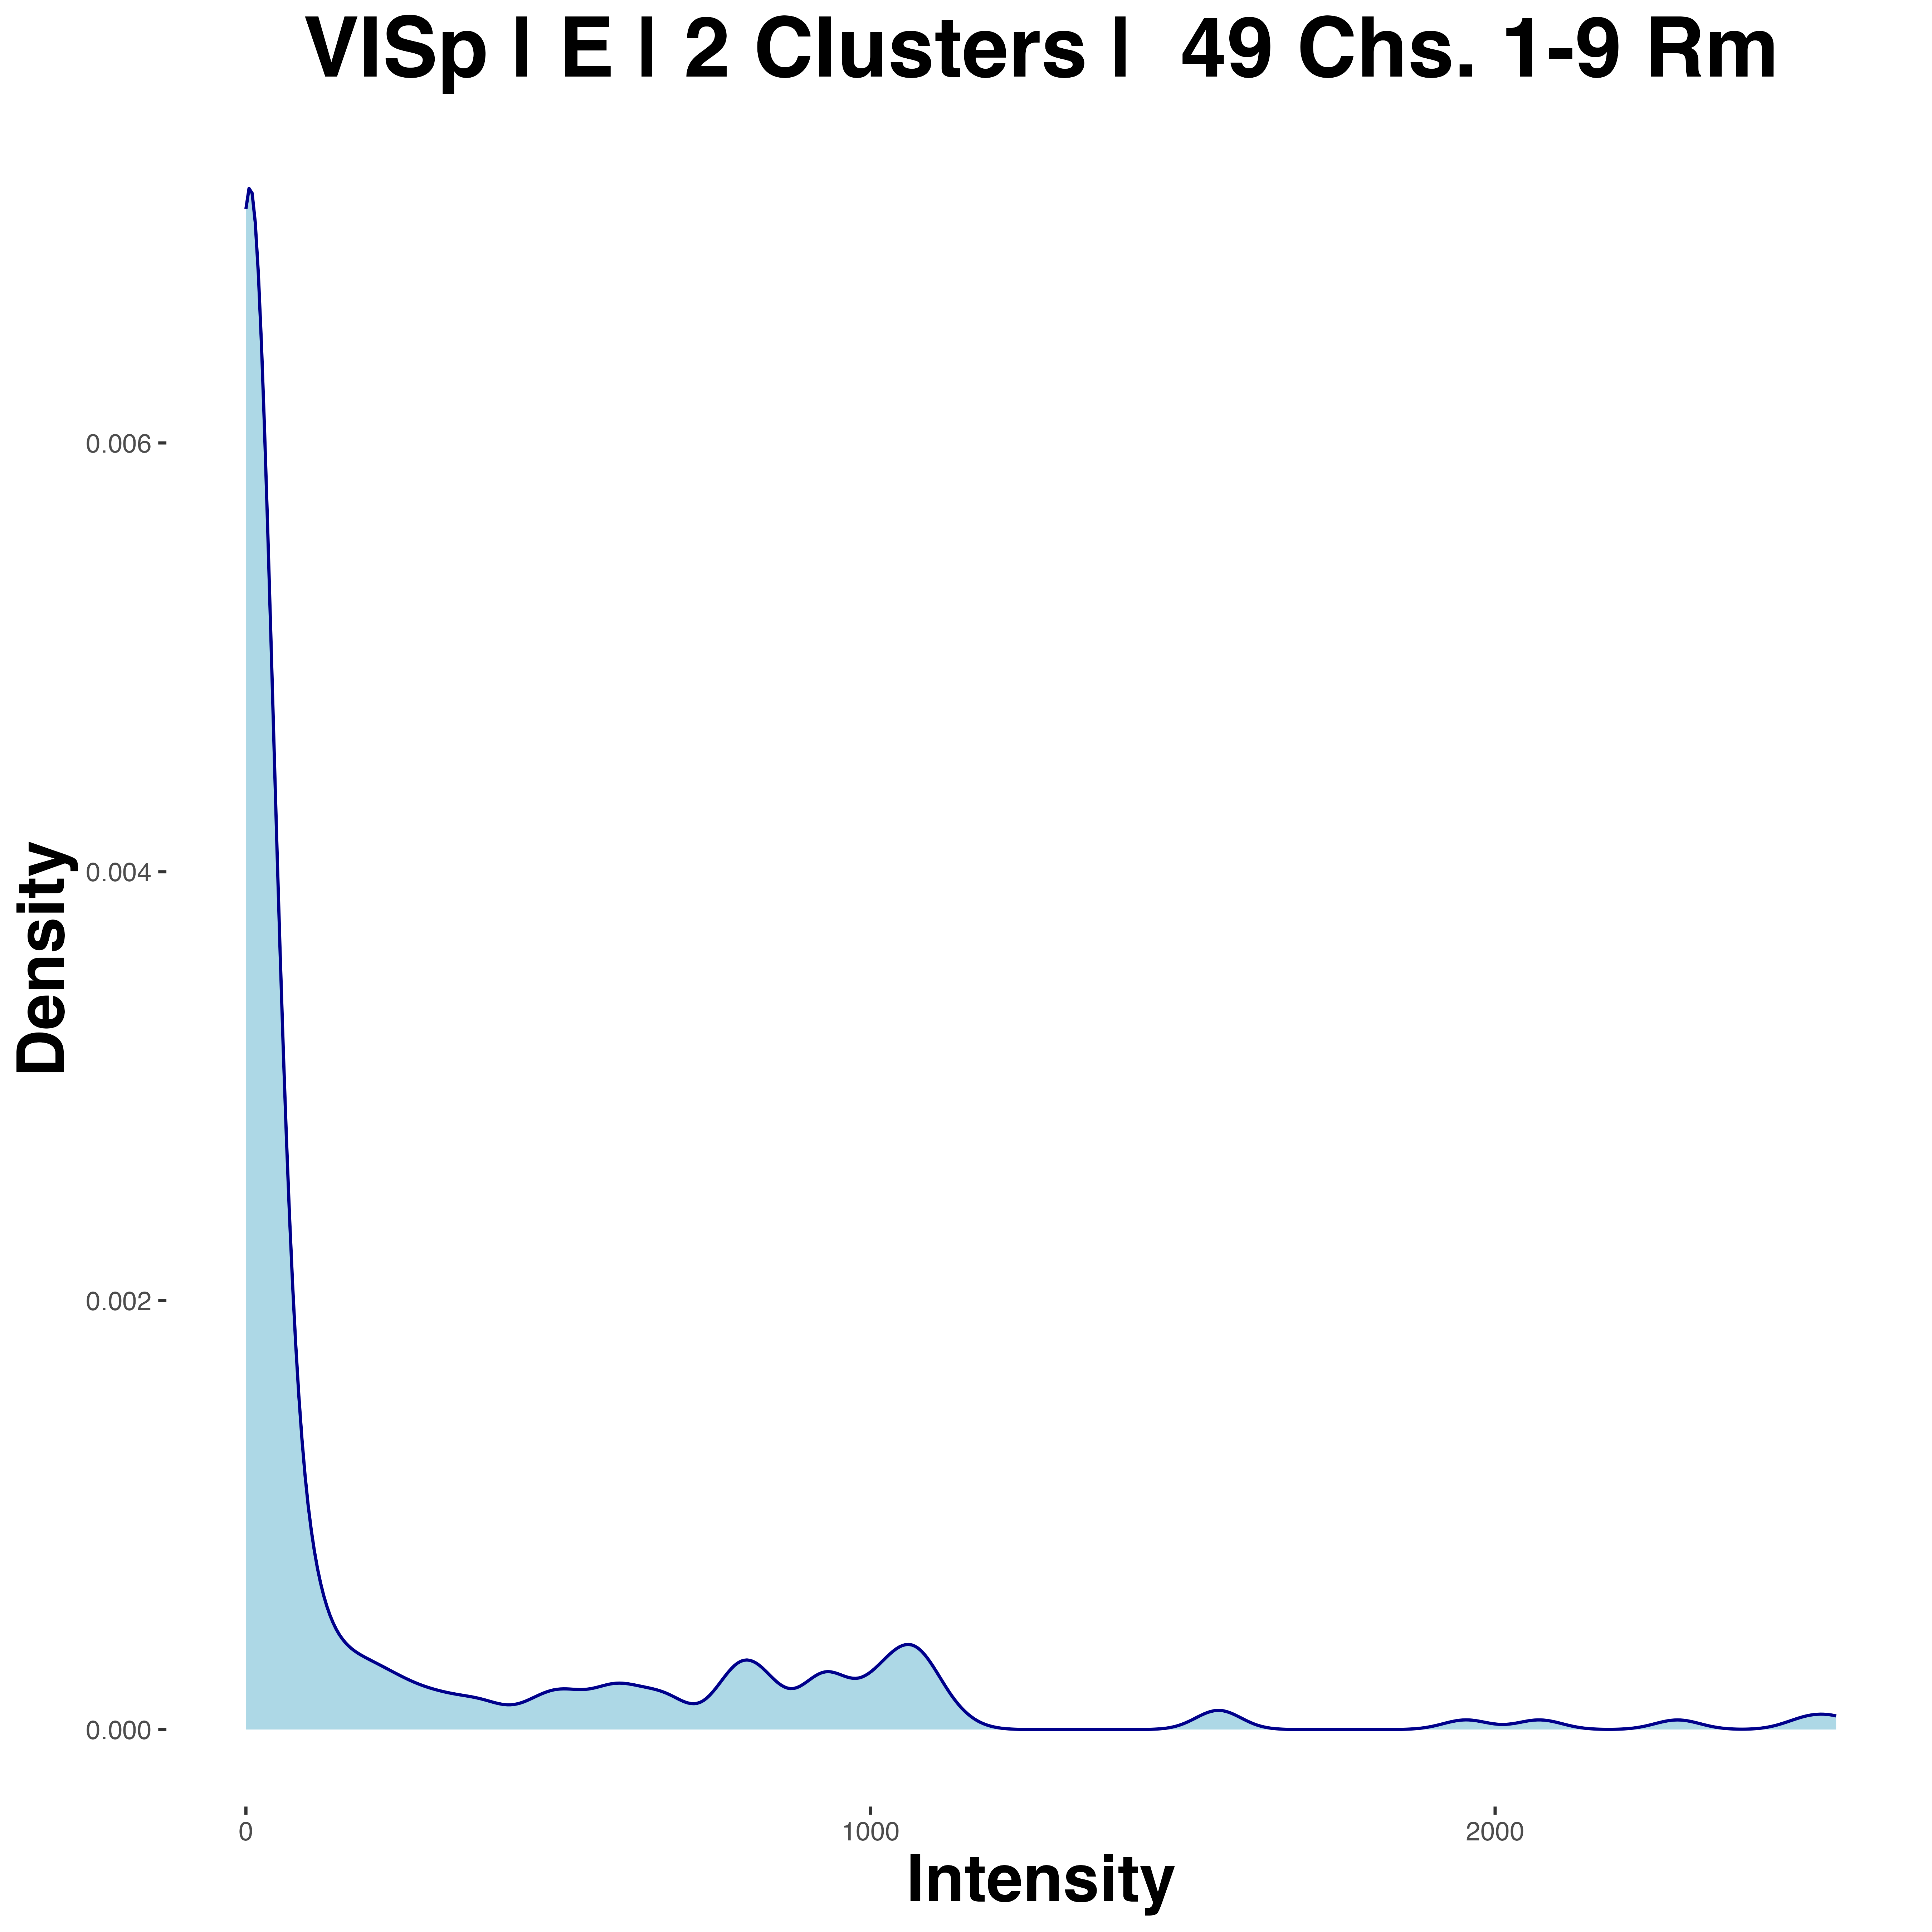 VISp | E | 2 Clusters | 49 Chs. 1-9 Rm
Density
0.006
0.004
0.002
0.000
0
1000
2000
Intensity